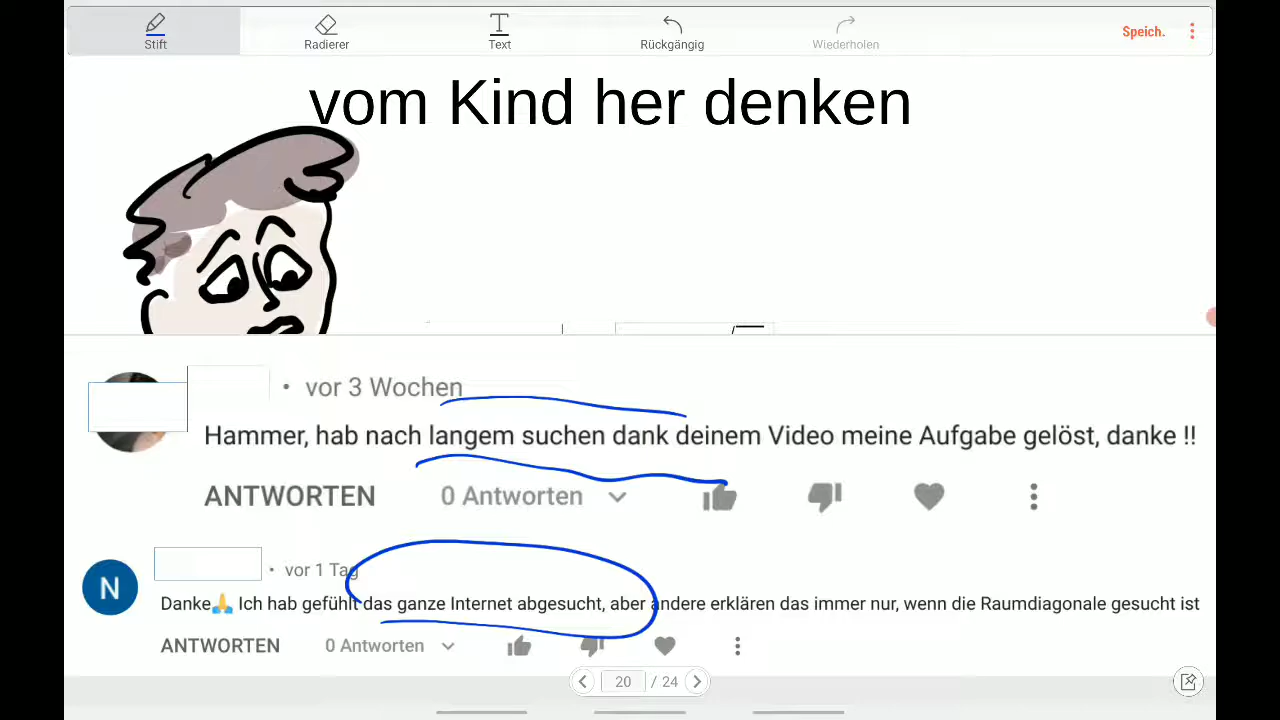 Stift Radierer Text Rückgängig Wiederholen Speich.
vom Kind her denken
• vor 3 Wochen
Hammer, hab nach langem suchen dank deinem Video meine Aufgabe gelöst, danke !!
ANTWORTEN 0 Antworten
N
• vor 1 Tag
Danke🙏 Ich hab gefühlt das ganze Internet abgesucht, aber andere erklären das immer nur, wenn die Raumdiagonale gesucht ist
ANTWORTEN 0 Antworten
20 / 24